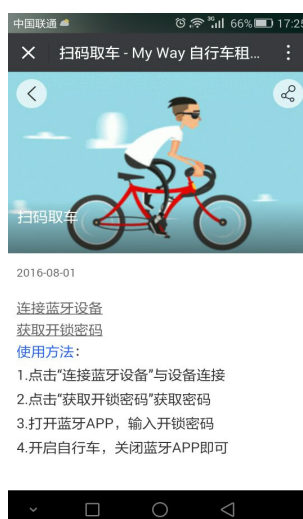 中国联通
3G 66% 17:25
扫码取车 - My Way 自行车租...
扫码取车
2016-08-01
连接蓝牙设备
获取开锁密码
使用方法：
1.点击“连接蓝牙设备”与设备连接
2.点击“获取开锁密码”获取密码
3.打开蓝牙APP，输入开锁密码
4.开启自行车，关闭蓝牙APP即可